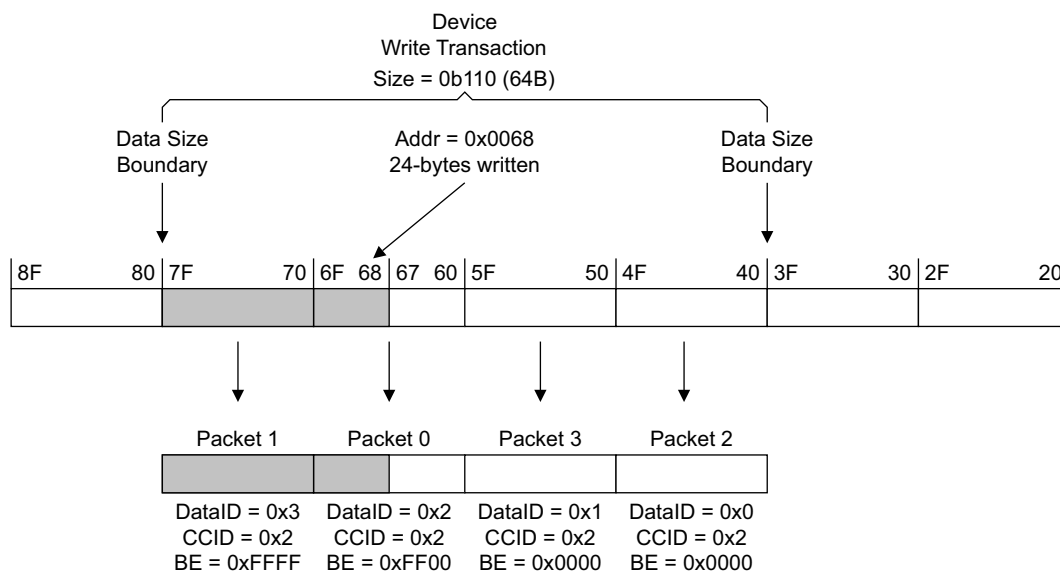 Device
Write Transaction
Size = 0b110 (64B)
Data Size
Boundary
Addr = 0x0068
24-bytes written
Data Size
Boundary
8F 80 7F 70 6F 68 67 60 5F 50 4F 40 3F 30 2F 20
Packet 1 Packet 0 Packet 3 Packet 2
DataID = 0x3 DataID = 0x2 DataID = 0x1 DataID = 0x0
CCID = 0x2 CCID = 0x2 CCID = 0x2 CCID = 0x2
BE = 0xFFFF BE = 0xFF00 BE = 0x0000 BE = 0x0000